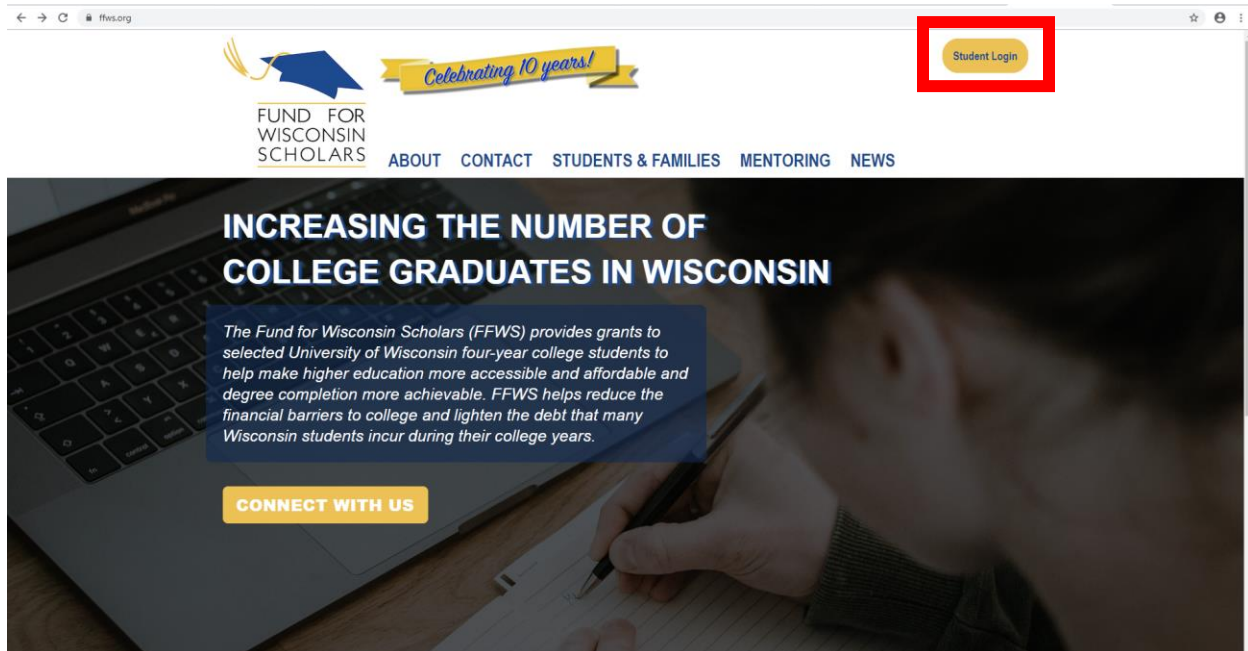 ffws.org
Student Login
Celebrating 10 years!
FUND FOR
WISCONSIN
SCHOLARS
ABOUT CONTACT STUDENTS & FAMILIES MENTORING NEWS
INCREASING THE NUMBER OF
COLLEGE GRADUATES IN WISCONSIN
The Fund for Wisconsin Scholars (FFWS) provides grants to
selected University of Wisconsin four-year college students to
help make higher education more accessible and affordable and
degree completion more achievable. FFWS helps reduce the
financial barriers to college and lighten the debt that many
Wisconsin students incur during their college years.
CONNECT WITH US